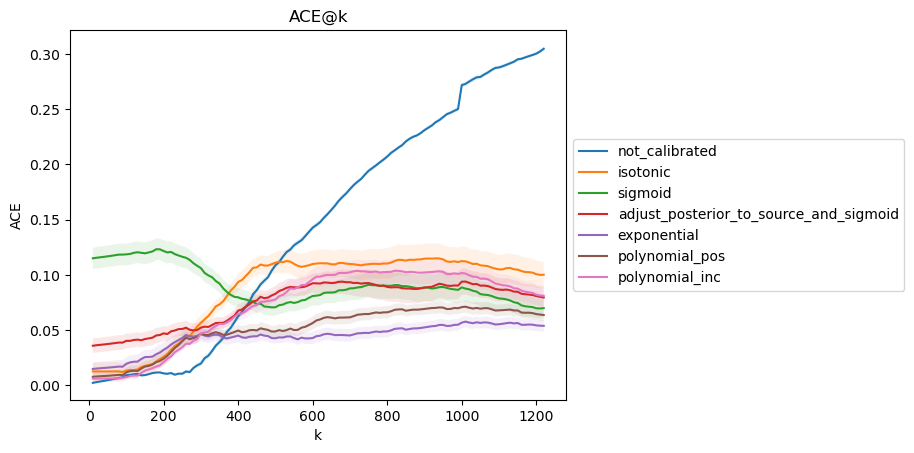 ACE@k
0.30
0.25
0.20
0.15
0.10
0.05
0.00
ACE
0 200 400 600 800 1000 1200
k
not_calibrated
isotonic
sigmoid
adjust_posterior_to_source_and_sigmoid
exponential
polynomial_pos
polynomial_inc